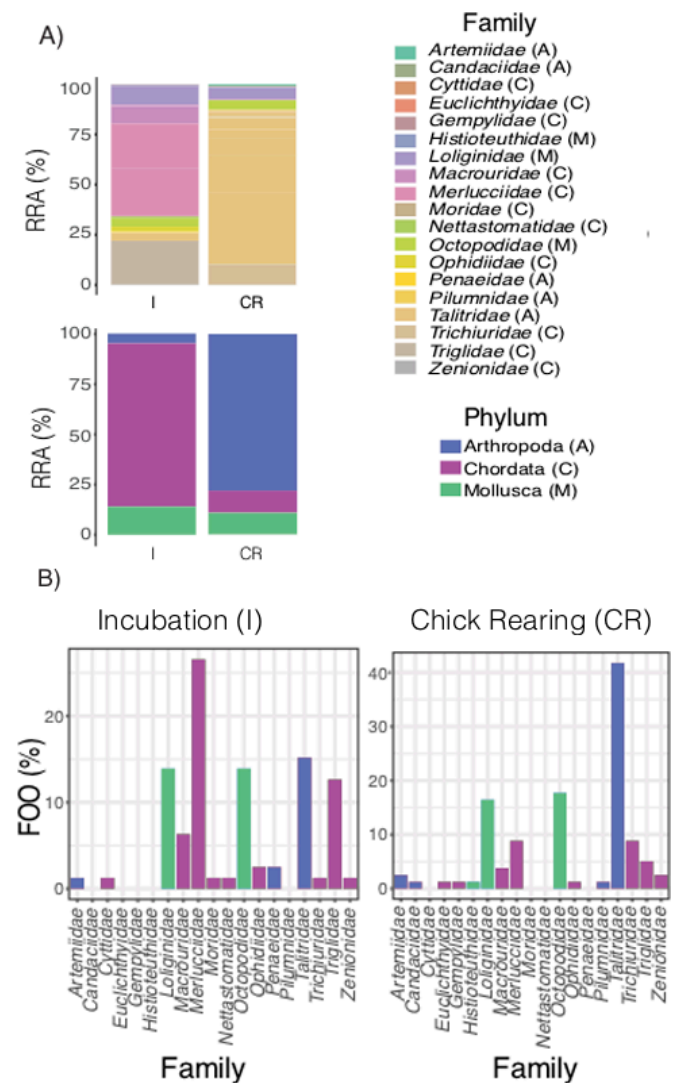 A)
RRA (%)
100
75
50
25
0
I
CR
Family
Artemiidae (A)
Candaciidae (A)
Cyttidae (C)
Euclichthyidae (C)
Gempylidae (C)
Histioteuthidae (M)
Loliginidae (M)
Macrouridae (C)
Merlucciidae (C)
Moridae (C)
Nettastomatidae (C)
Octopodidae (M)
Ophidiidae (C)
Penaeidae (A)
Pilumnidae (A)
Talitridae (A)
Trichiuridae (C)
Triglidae (C)
Zenionidae (C)
RRA (%)
100
75
50
25
0
I
CR
Phylum
Arthropoda (A)
Chordata (C)
Mollusca (M)
B)
Incubation (I)
FOO (%)
20
10
0
Artemiidae
Candaciidae
Cyttidae
Euclichthyidae
Gempylidae
Histioteuthidae
Loliginidae
Macrouridae
Merlucciidae
Moridae
Nettastomatidae
Octopodidae
Ophidiidae
Penaeidae
Pilumnidae
Talitridae
Trichiuridae
Triglidae
Zenionidae
Family
Chick Rearing (CR)
40
30
20
10
0
Artemiidae
Candaciidae
Cyttidae
Euclichthyidae
Gempylidae
Histioteuthidae
Loliginidae
Macrouridae
Merlucciidae
Moridae
Nettastomatidae
Octopodidae
Ophidiidae
Penaeidae
Pilumnidae
Talitridae
Trichiuridae
Triglidae
Zenionidae
Family